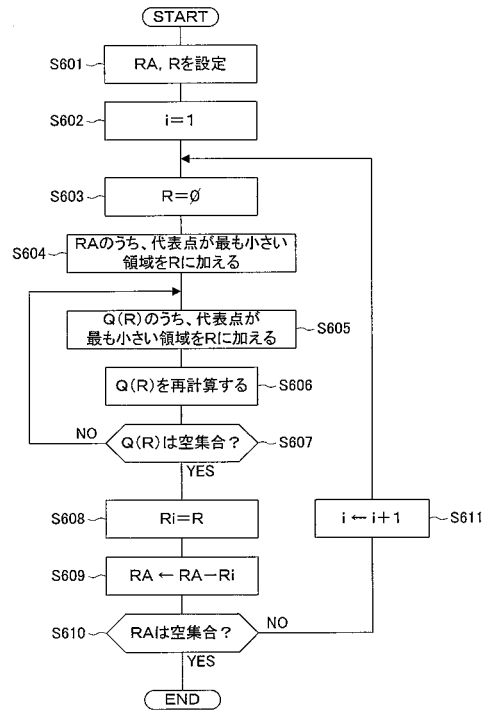 START
S601
RA, Rを設定
S602
i=1
S603
R=∅
S604
RAのうち、代表点が最も小さい
領域をRに加える
Q(R)のうち、代表点が
最も小さい領域をRに加える
S605
Q(R)を再計算する
S606
NO
Q(R)は空集合?
S607
YES
S608
Ri=R
i←i+1
S611
S609
RA ← RA−Ri
S610
RAは空集合?
NO
YES
END